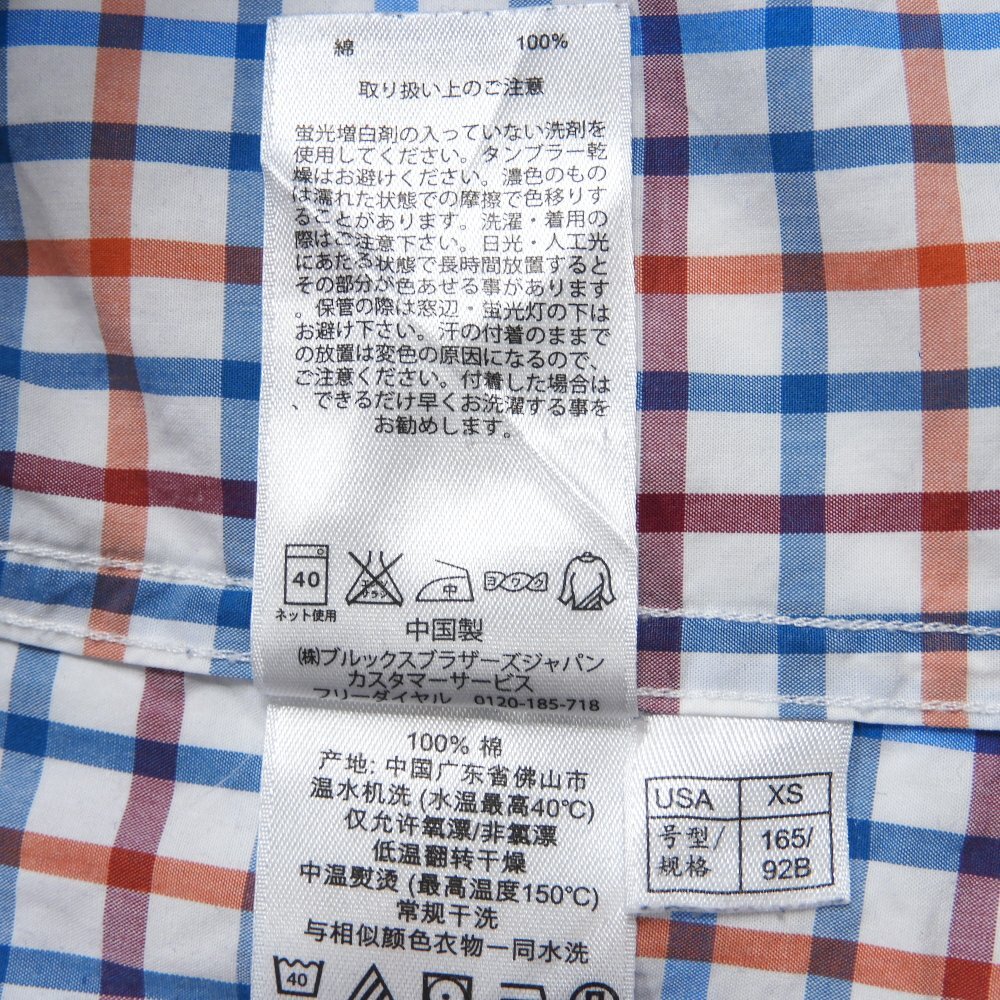 綿 100%
取り扱い上のご注意
蛍光増白剤の入っていない洗剤を
使用してください。タンブラー乾
燥はお避けください。濃色のもの
は濡れた状態での摩擦で色移りす
ることがあります。洗濯・着用の
際はご注意下さい。日光・人工光
にあたる状態で長時間放置すると
その部分が色あせる事があります
。保管の際は窓辺・蛍光灯の下は
お避け下さい。汗の付着のままで
の放置は変色の原因になるので、
ご注意ください。付着した場合は
、できるだけ早くお洗濯する事を
お勧めします。
40
エンソ
サラシ
中
ヨワク
ネット使用
中国製
㈱ブルックスブラザーズジャパン
カスタマーサービス
フリーダイヤル 0120-185-718
100% 棉
产地: 中国广东省佛山市
温水机洗 (水温最高40℃)
仅允许氧漂/非氯漂
低温翻转干燥
中温熨烫 (最高温度150℃)
常规干洗
与相似颜色衣物一同水洗
40
USA XS
号型/ 165/
规格 92B